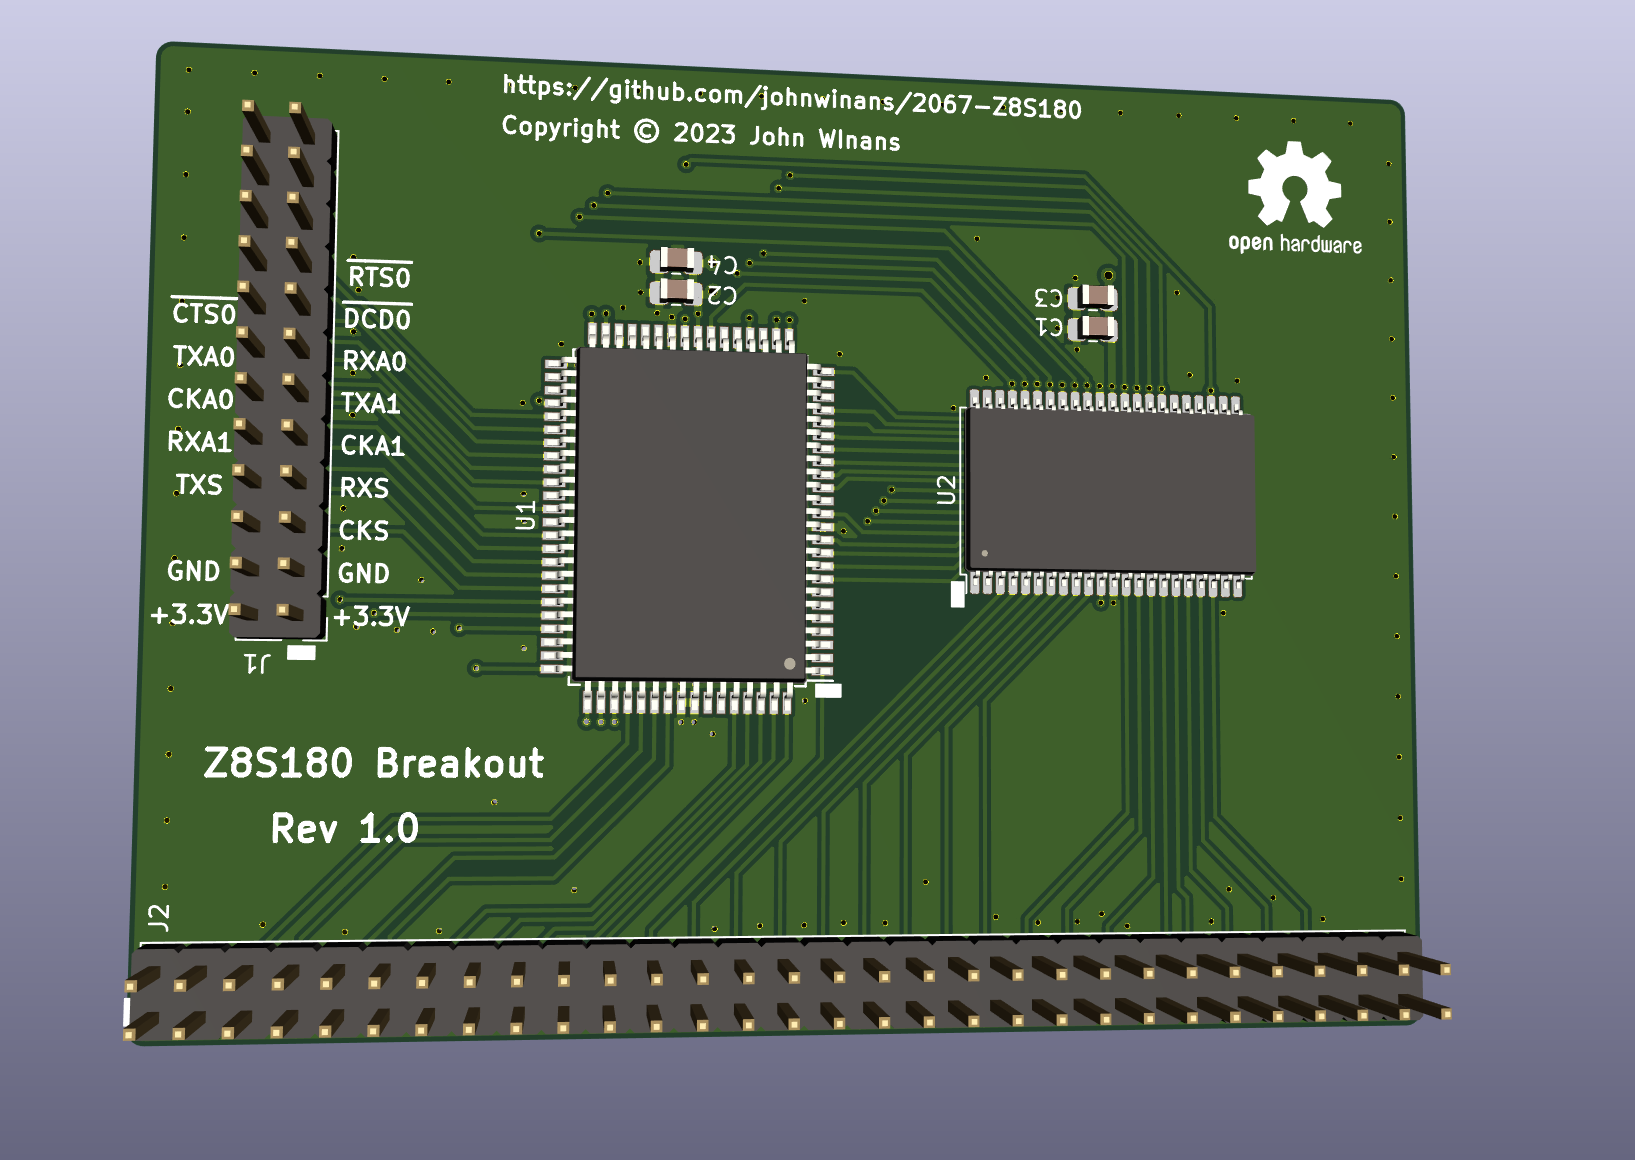 https://github.com/johnwinans/2067-Z8S180
Copyright © 2023 John WInans
open hardware
C4
C2
C3
C1
RTS0
CTS0
DCD0
TXA0
RXA0
CKA0
TXA1
RXA1
CKA1
TXS
RXS
CKS
GND
GND
+3.3V
+3.3V
J1
U1
U2
Z8S180 Breakout
Rev 1.0
J2